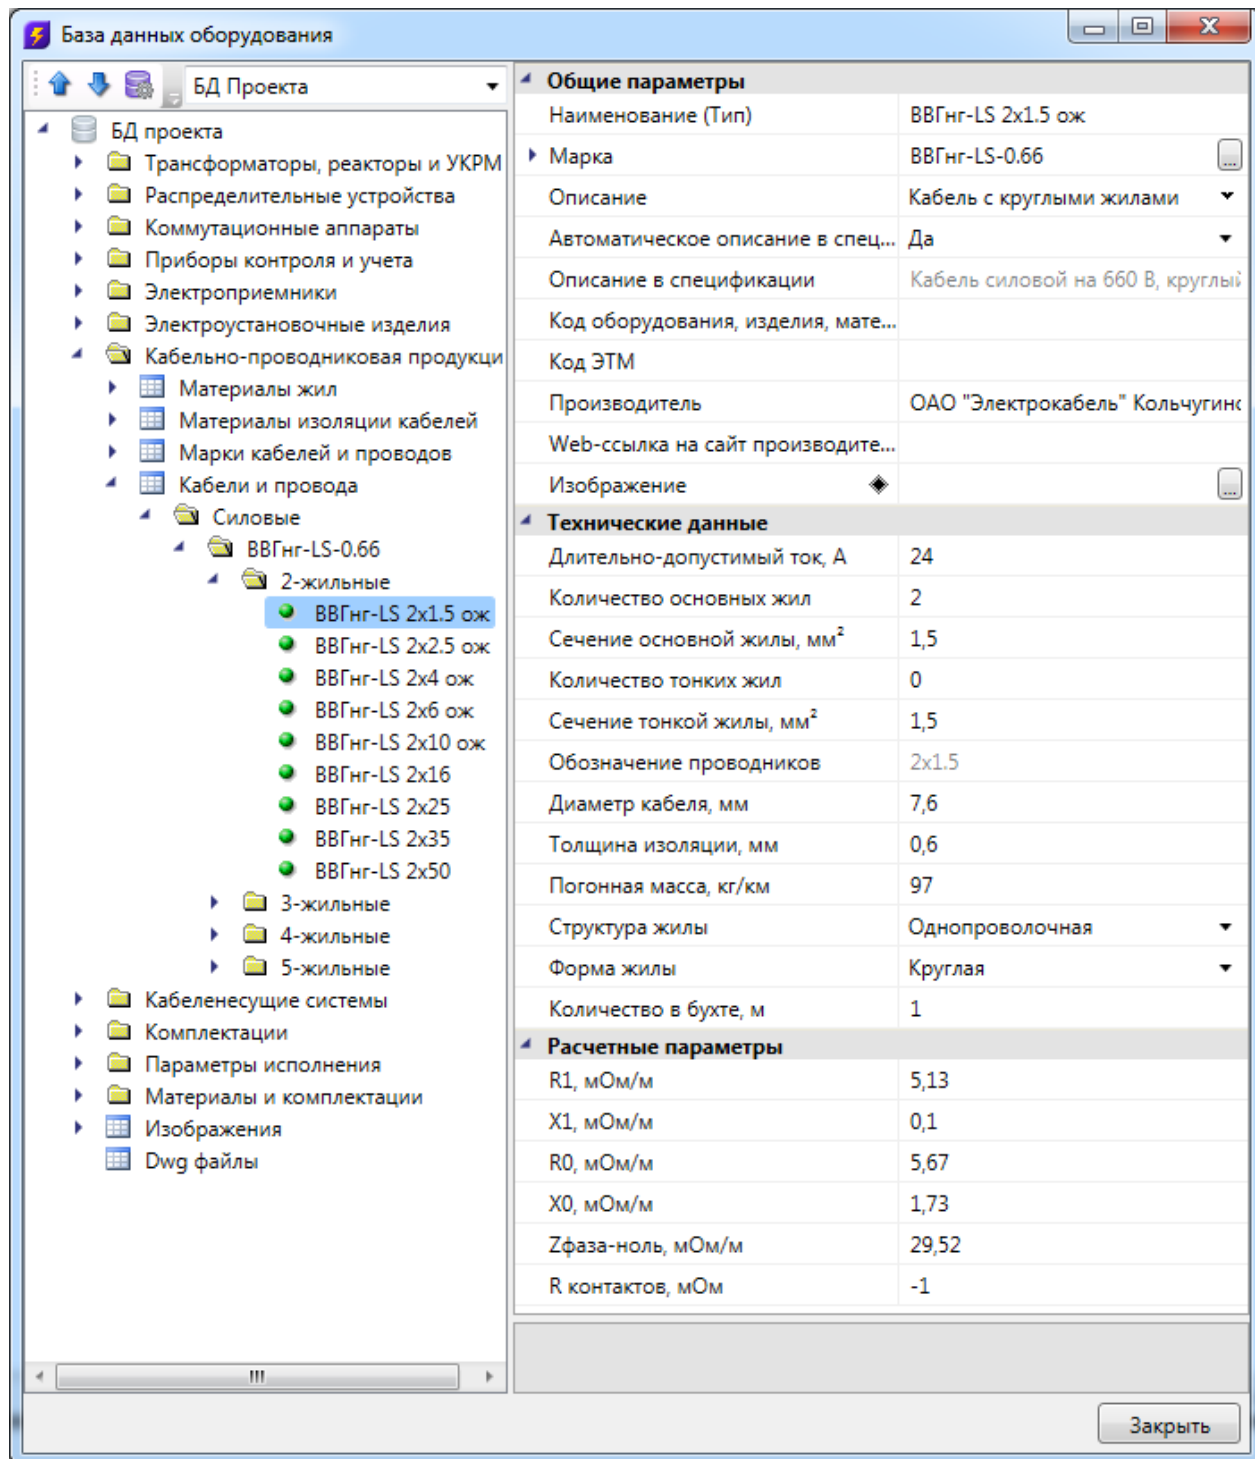 База данных оборудования
БД Проекта
БД проекта
Трансформаторы, реакторы и УКРМ
Распределительные устройства
Коммутационные аппараты
Приборы контроля и учета
Электроприемники
Электроустановочные изделия
Кабельно-проводниковая продукци
Материалы жил
Материалы изоляции кабелей
Марки кабелей и проводов
Кабели и провода
Силовые
ВВГнг-LS-0.66
2-жильные
ВВГнг-LS 2x1.5 ож
ВВГнг-LS 2x2.5 ож
ВВГнг-LS 2x4 ож
ВВГнг-LS 2x6 ож
ВВГнг-LS 2x10 ож
ВВГнг-LS 2x16
ВВГнг-LS 2x25
ВВГнг-LS 2x35
ВВГнг-LS 2x50
3-жильные
4-жильные
5-жильные
Кабеленесущие системы
Комплектации
Параметры исполнения
Материалы и комплектации
Изображения
Dwg файлы
Общие параметры
Наименование (Тип) ВВГнг-LS 2x1.5 ож
Марка ВВГнг-LS-0.66 ...
Описание Кабель с круглыми жилами
Автоматическое описание в спец... Да
Описание в спецификации Кабель силовой на 660 В, круглый
Код оборудования, изделия, мате...
Код ЭТМ
Производитель ОАО "Электрокабель" Кольчугинс
Web-ссылка на сайт производите...
Изображение ...
Технические данные
Длительно-допустимый ток, А 24
Количество основных жил 2
Сечение основной жилы, мм² 1,5
Количество тонких жил 0
Сечение тонкой жилы, мм² 1,5
Обозначение проводников 2x1.5
Диаметр кабеля, мм 7,6
Толщина изоляции, мм 0,6
Погонная масса, кг/км 97
Структура жилы Однопроволочная
Форма жилы Круглая
Количество в бухте, м 1
Расчетные параметры
R1, мОм/м 5,13
X1, мОм/м 0,1
R0, мОм/м 5,67
X0, мОм/м 1,73
Zфаза-ноль, мОм/м 29,52
R контактов, мОм -1
Закрыть